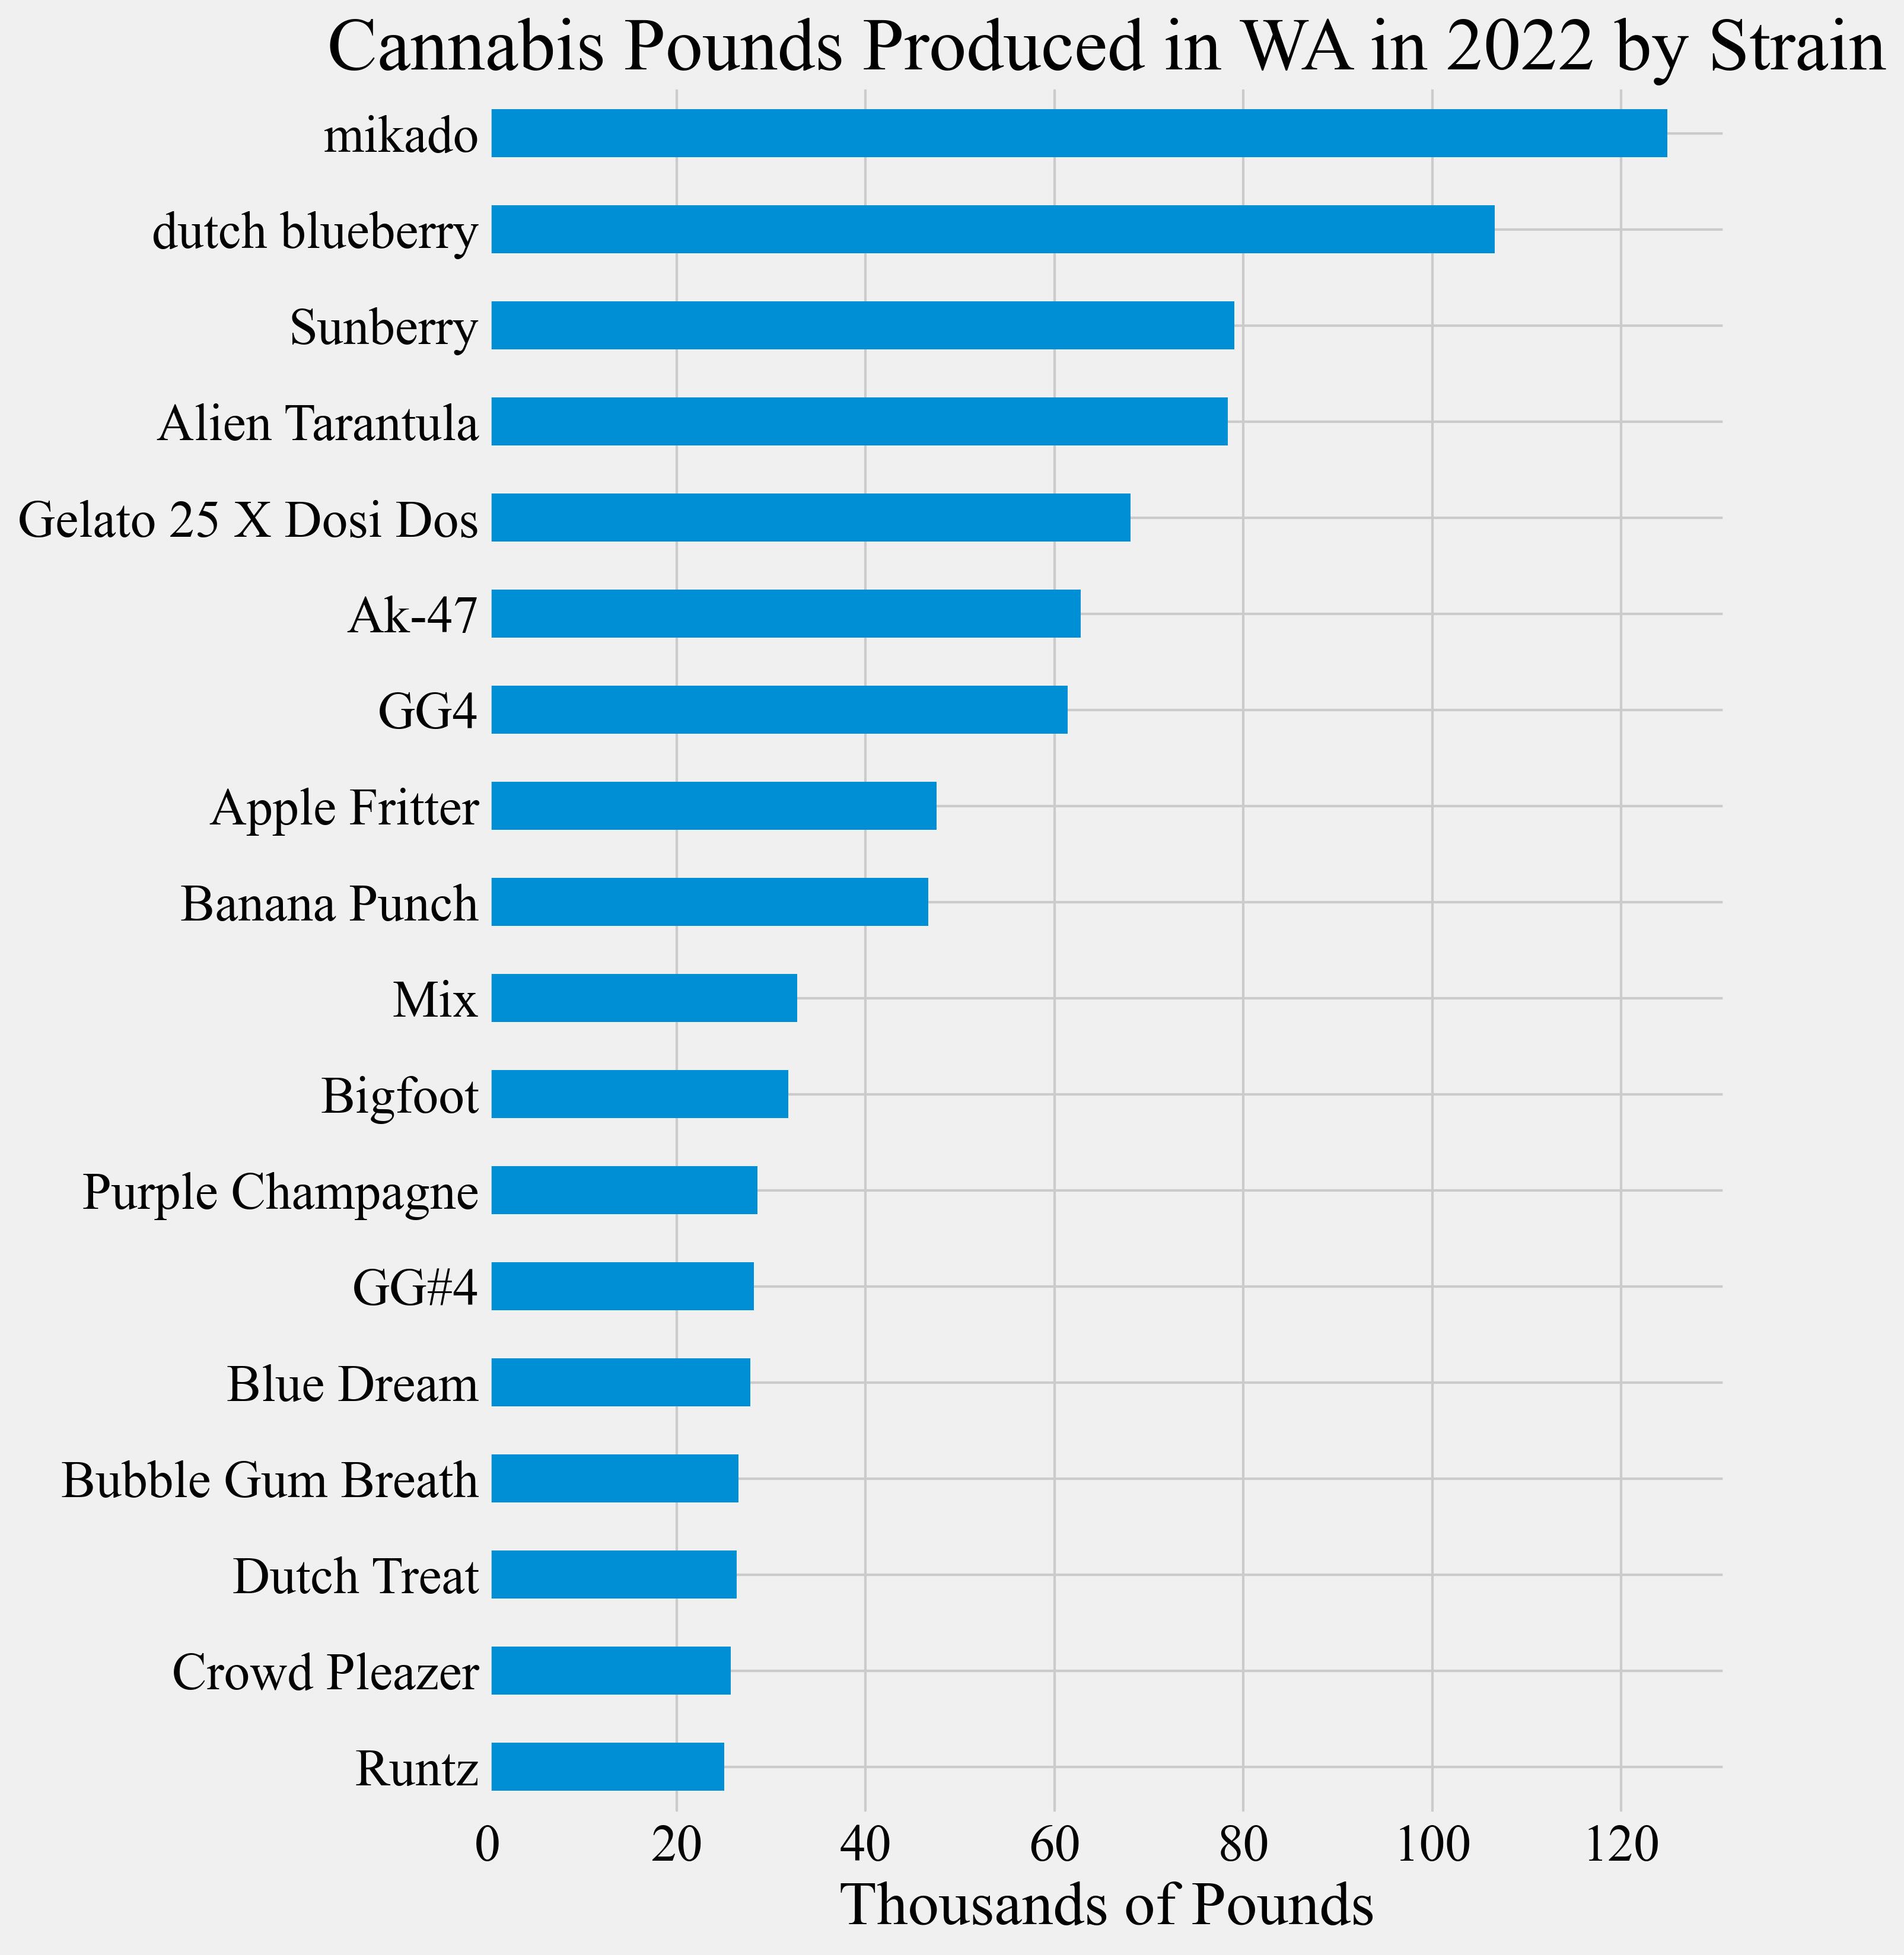 Cannabis Pounds Produced in WA in 2022 by Strain
mikado
dutch blueberry
Sunberry
Alien Tarantula
Gelato 25 X Dosi Dos
Ak-47
GG4
Apple Fritter
Banana Punch
Mix
Bigfoot
Purple Champagne
GG#4
Blue Dream
Bubble Gum Breath
Dutch Treat
Crowd Pleazer
Runtz
0 20 40 60 80 100 120
Thousands of Pounds